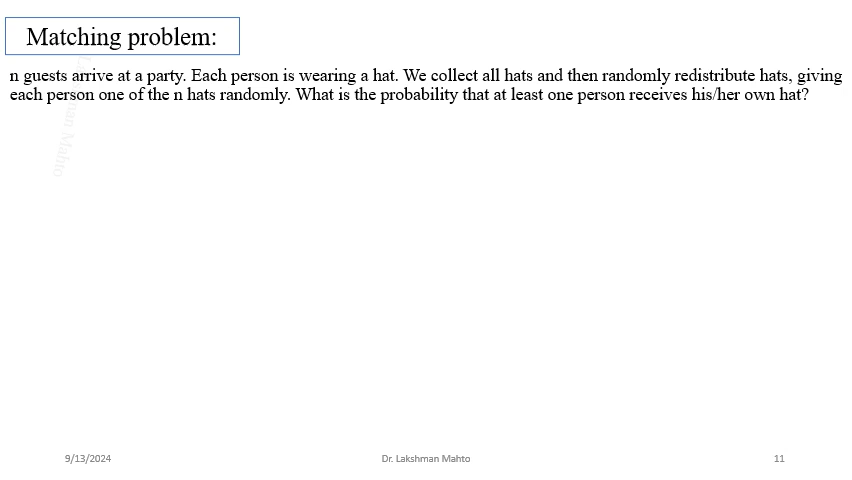 Matching problem:
n guests arrive at a party. Each person is wearing a hat. We collect all hats and then randomly redistribute hats, giving
each person one of the n hats randomly. What is the probability that at least one person receives his/her own hat?
9/13/2024
Dr. Lakshman Mahto
11